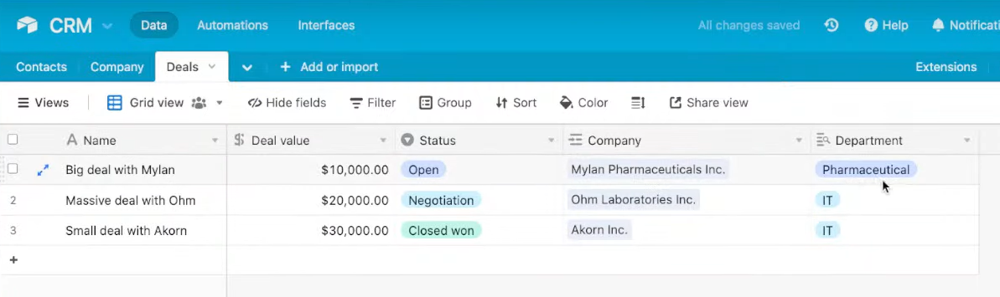 CRM Data Automations Interfaces All changes saved Help Notificati
Contacts Company Deals + Add or import Extensions
Views Grid view Hide fields Filter Group Sort Color Share view
Name Deal value Status Company Department
Big deal with Mylan $10,000.00 Open Mylan Pharmaceuticals Inc. Pharmaceutical
2 Massive deal with Ohm $20,000.00 Negotiation Ohm Laboratories Inc. IT
3 Small deal with Akorn $30,000.00 Closed won Akorn Inc. IT
+